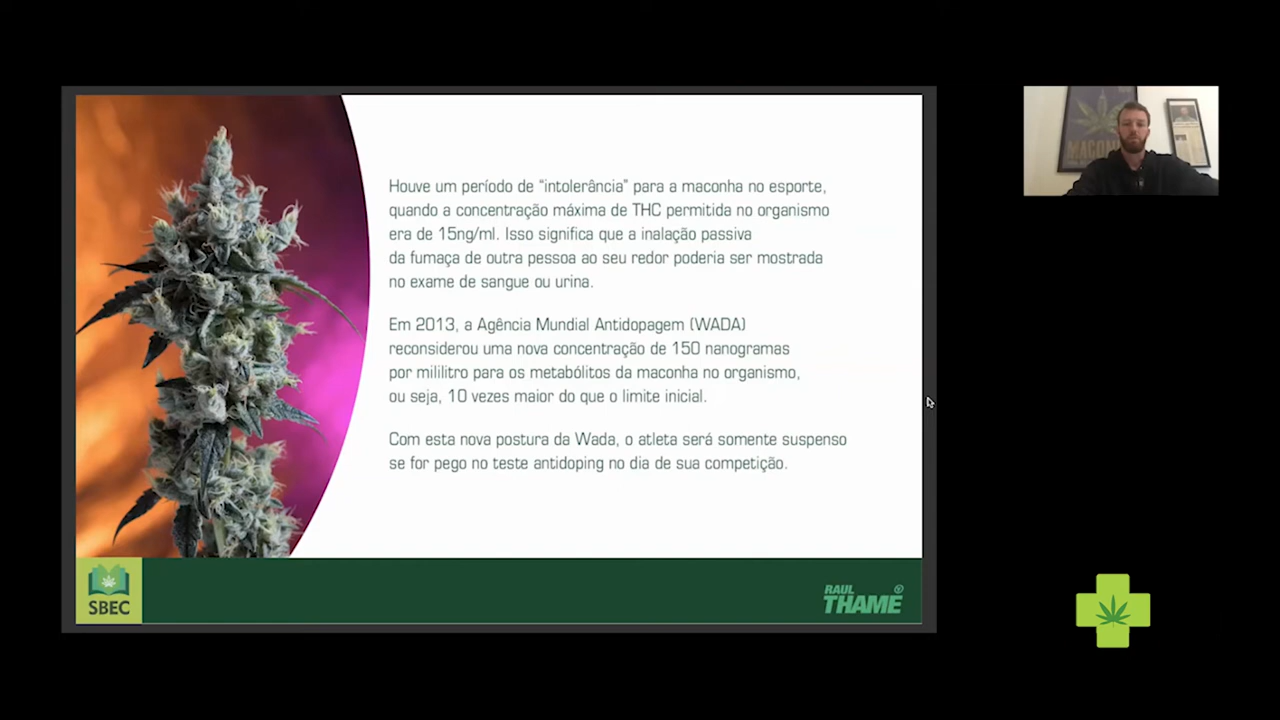 Houve um período de “intolerância” para a maconha no esporte,
quando a concentração máxima de THC permitida no organismo
era de 15ng/ml. Isso significa que a inalação passiva
da fumaça de outra pessoa ao seu redor poderia ser mostrada
no exame de sangue ou urina.
Em 2013, a Agência Mundial Antidopagem (WADA)
reconsiderou uma nova concentração de 150 nanogramas
por mililitro para os metabólitos da maconha no organismo,
ou seja, 10 vezes maior do que o limite inicial.
Com esta nova postura da Wada, o atleta será somente suspenso
se for pego no teste antidoping no dia de sua competição.
SBEC
RAUL
THAME